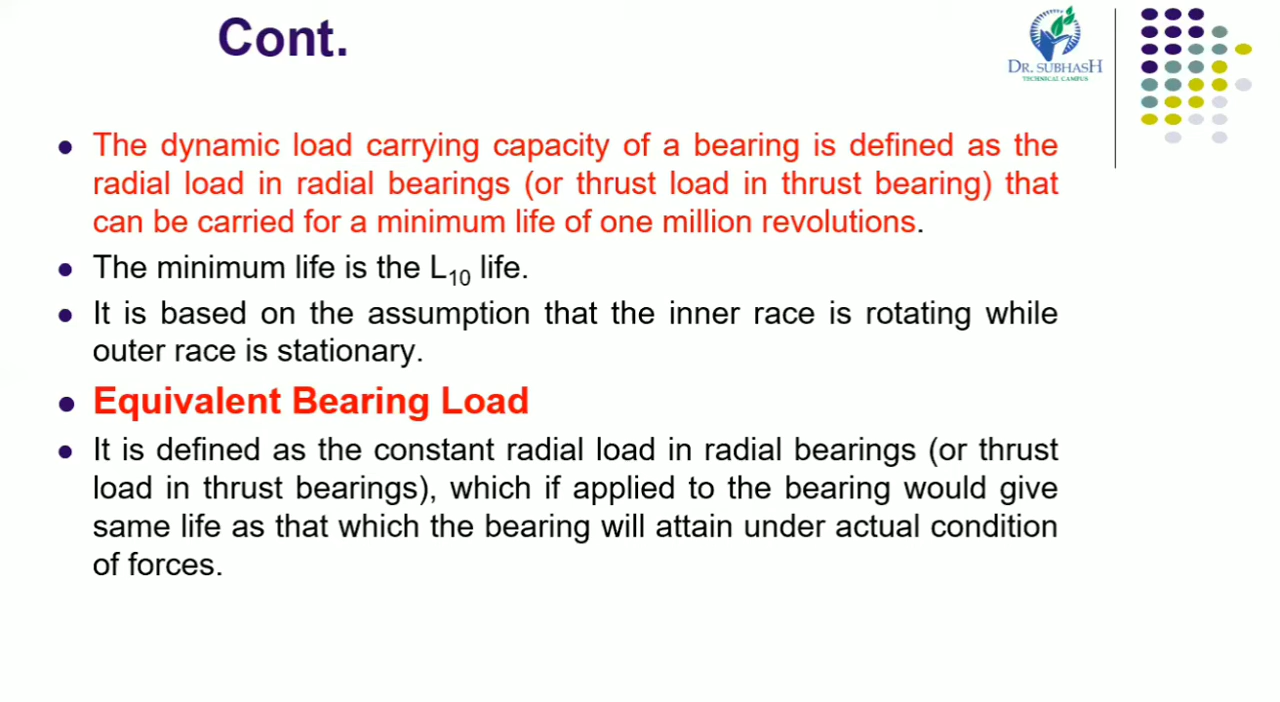 Cont.
DR. SUBHASH
TECHNICAL CAMPUS
• The dynamic load carrying capacity of a bearing is defined as the
radial load in radial bearings (or thrust load in thrust bearing) that
can be carried for a minimum life of one million revolutions.
• The minimum life is the L₁₀ life.
• It is based on the assumption that the inner race is rotating while
outer race is stationary.
• Equivalent Bearing Load
• It is defined as the constant radial load in radial bearings (or thrust
load in thrust bearings), which if applied to the bearing would give
same life as that which the bearing will attain under actual condition
of forces.